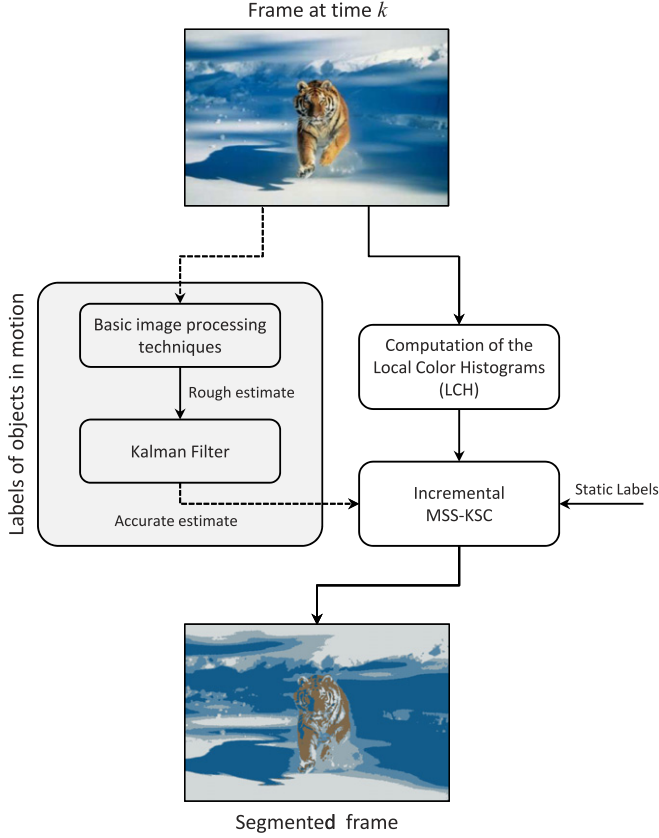 Frame at time k
Labels of objects in motion
Basic image processing
techniques
Rough estimate
Kalman Filter
Accurate estimate
Computation of the
Local Color Histograms
(LCH)
Incremental
MSS-KSC
Static Labels
Segmented frame